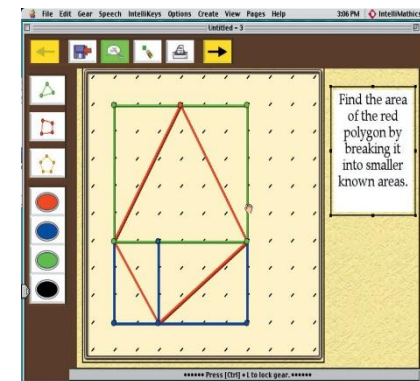 File Edit Gear Speech IntelliKeys Options Create View Pages Help 3:06 PM IntelliMathics
Untitled - 3
Find the area
of the red
polygon by
breaking it
into smaller
known areas.
•••••• Press [Ctrl] + L to lock gear. ••••••